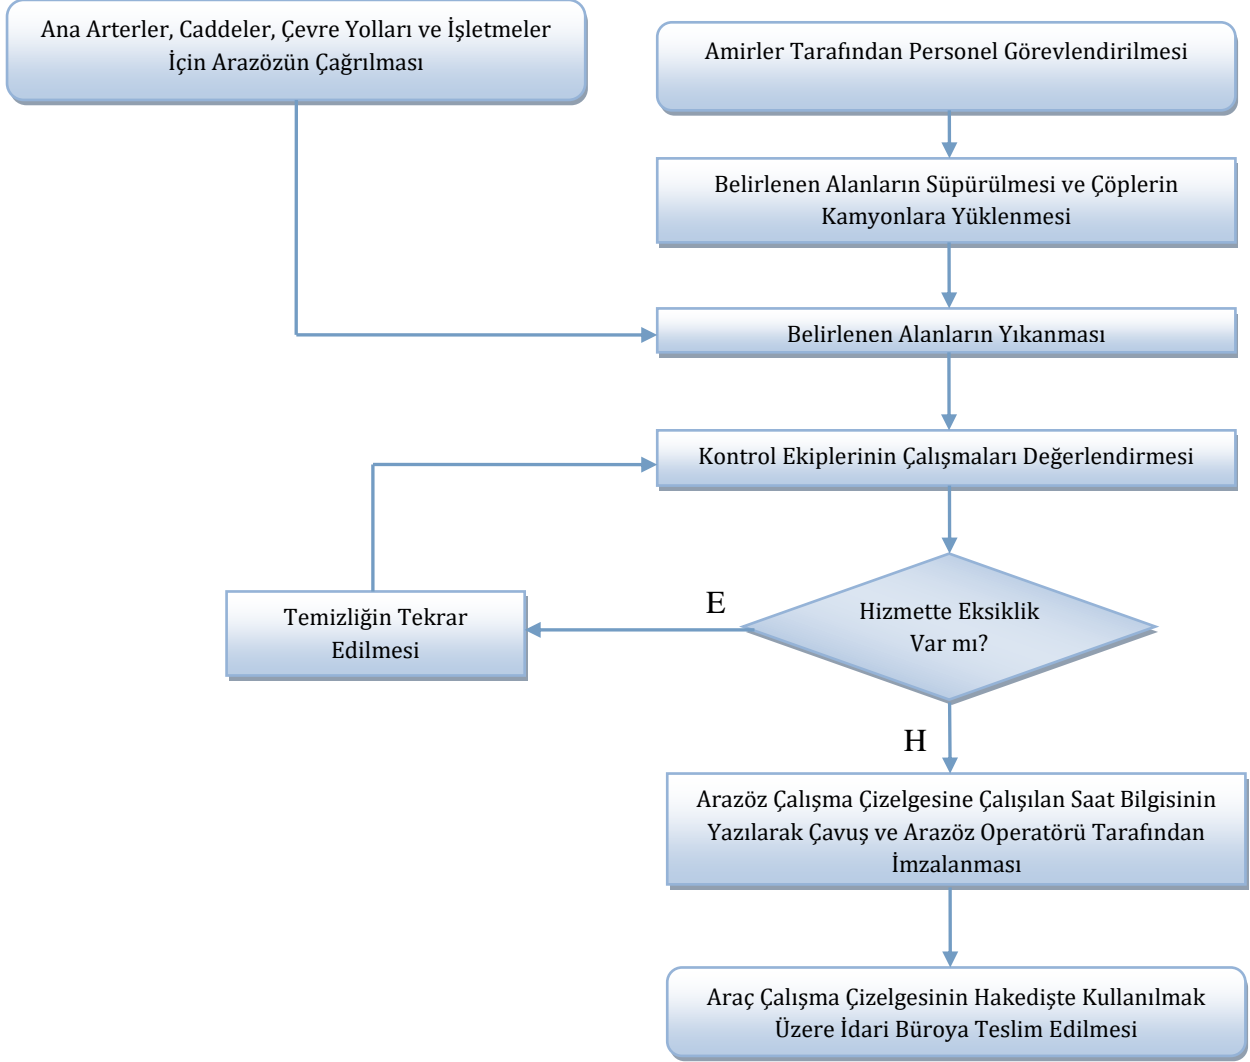 Ana Arterler, Caddeler, Çevre Yolları ve İşletmeler
İçin Arazözün Çağrılması
Amirler Tarafından Personel Görevlendirilmesi
Belirlenen Alanların Süpürülmesi ve Çöplerin
Kamyonlara Yüklenmesi
Belirlenen Alanların Yıkanması
Kontrol Ekiplerinin Çalışmaları Değerlendirmesi
Hizmette Eksiklik
Var mı?
E
Temizliğin Tekrar
Edilmesi
H
Arazöz Çalışma Çizelgesine Çalışılan Saat Bilgisinin
Yazılarak Çavuş ve Arazöz Operatörü Tarafından
İmzalanması
Araç Çalışma Çizelgesinin Hakedişte Kullanılmak
Üzere İdari Büroya Teslim Edilmesi